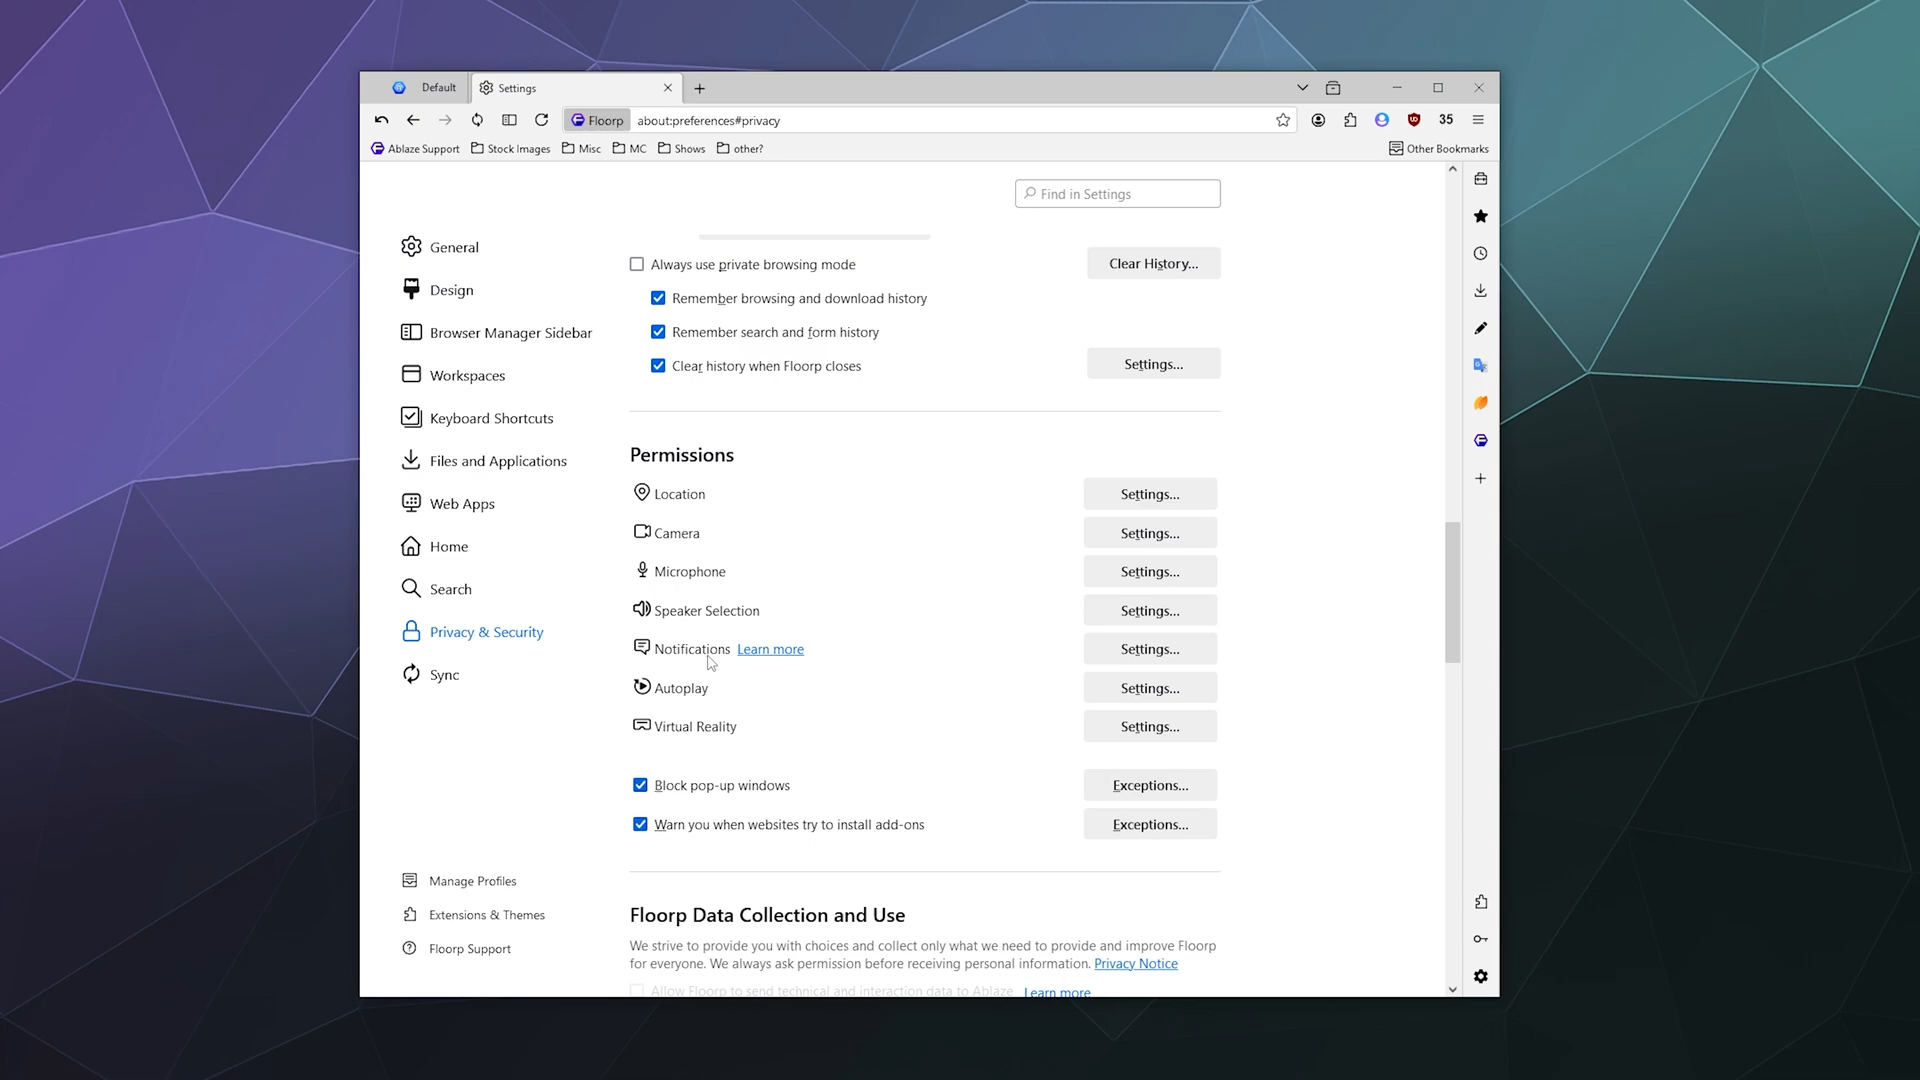 Default
Settings
Floorp
about:preferences#privacy
35
Ablaze Support
Stock Images
Misc
MC
Shows
other?
Other Bookmarks
Find in Settings
General
Design
Browser Manager Sidebar
Workspaces
Keyboard Shortcuts
Files and Applications
Web Apps
Home
Search
Privacy & Security
Sync
Manage Profiles
Extensions & Themes
Floorp Support
Always use private browsing mode
Clear History...
Remember browsing and download history
Remember search and form history
Clear history when Floorp closes
Settings...
Permissions
Location
Settings...
Camera
Settings...
Microphone
Settings...
Speaker Selection
Settings...
Notifications Learn more
Settings...
Autoplay
Settings...
Virtual Reality
Settings...
Block pop-up windows
Exceptions...
Warn you when websites try to install add-ons
Exceptions...
Floorp Data Collection and Use
We strive to provide you with choices and collect only what we need to provide and improve Floorp
for everyone. We always ask permission before receiving personal information. Privacy Notice
Allow Floorp to send technical and interaction data to Ablaze Learn more